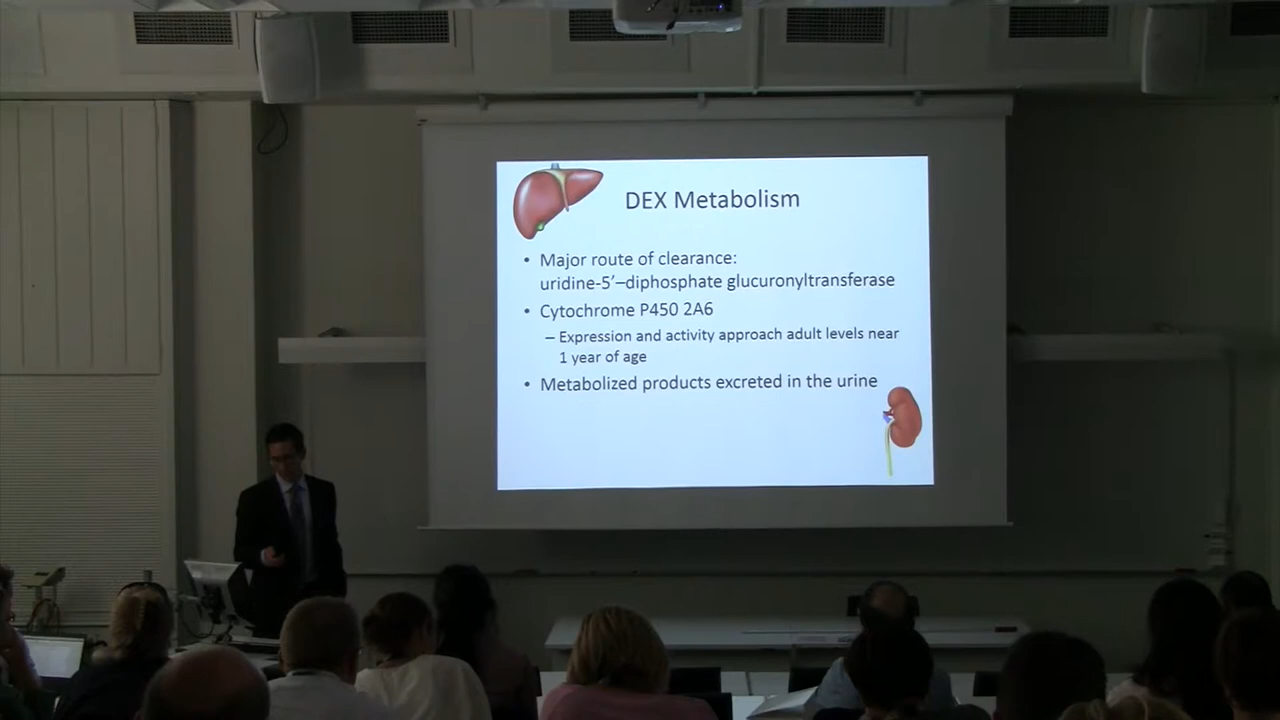 DEX Metabolism
• Major route of clearance:
uridine-5’–diphosphate glucuronyltransferase
• Cytochrome P450 2A6
– Expression and activity approach adult levels near
1 year of age
• Metabolized products excreted in the urine